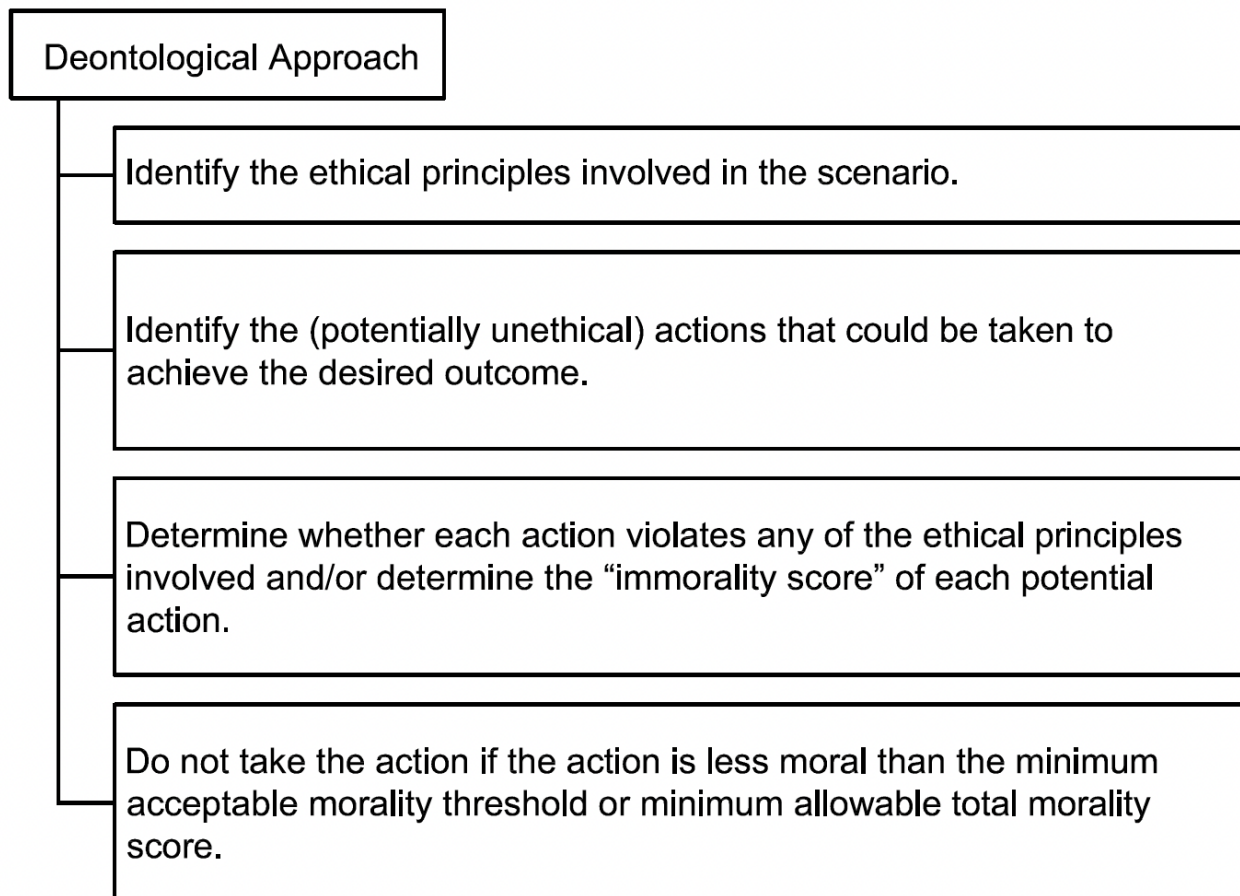 Deontological Approach
Identify the ethical principles involved in the scenario.
Identify the (potentially unethical) actions that could be taken to
achieve the desired outcome.
Determine whether each action violates any of the ethical principles
involved and/or determine the “immorality score” of each potential
action.
Do not take the action if the action is less moral than the minimum
acceptable morality threshold or minimum allowable total morality
score.